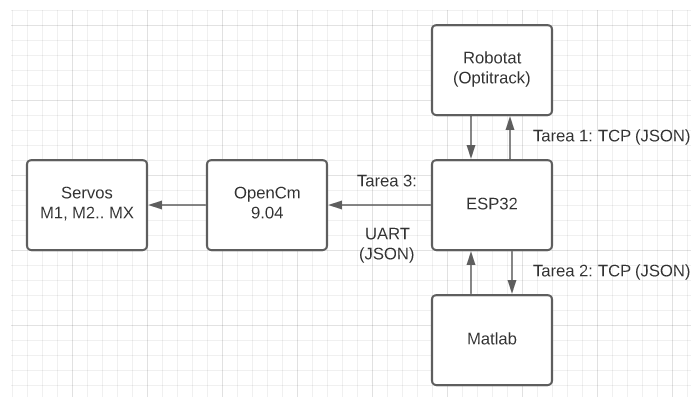 Robotat
(Optitrack)
Tarea 1: TCP (JSON)
Servos
M1, M2.. MX
OpenCm
9.04
Tarea 3:
UART
(JSON)
ESP32
Tarea 2: TCP (JSON)
Matlab